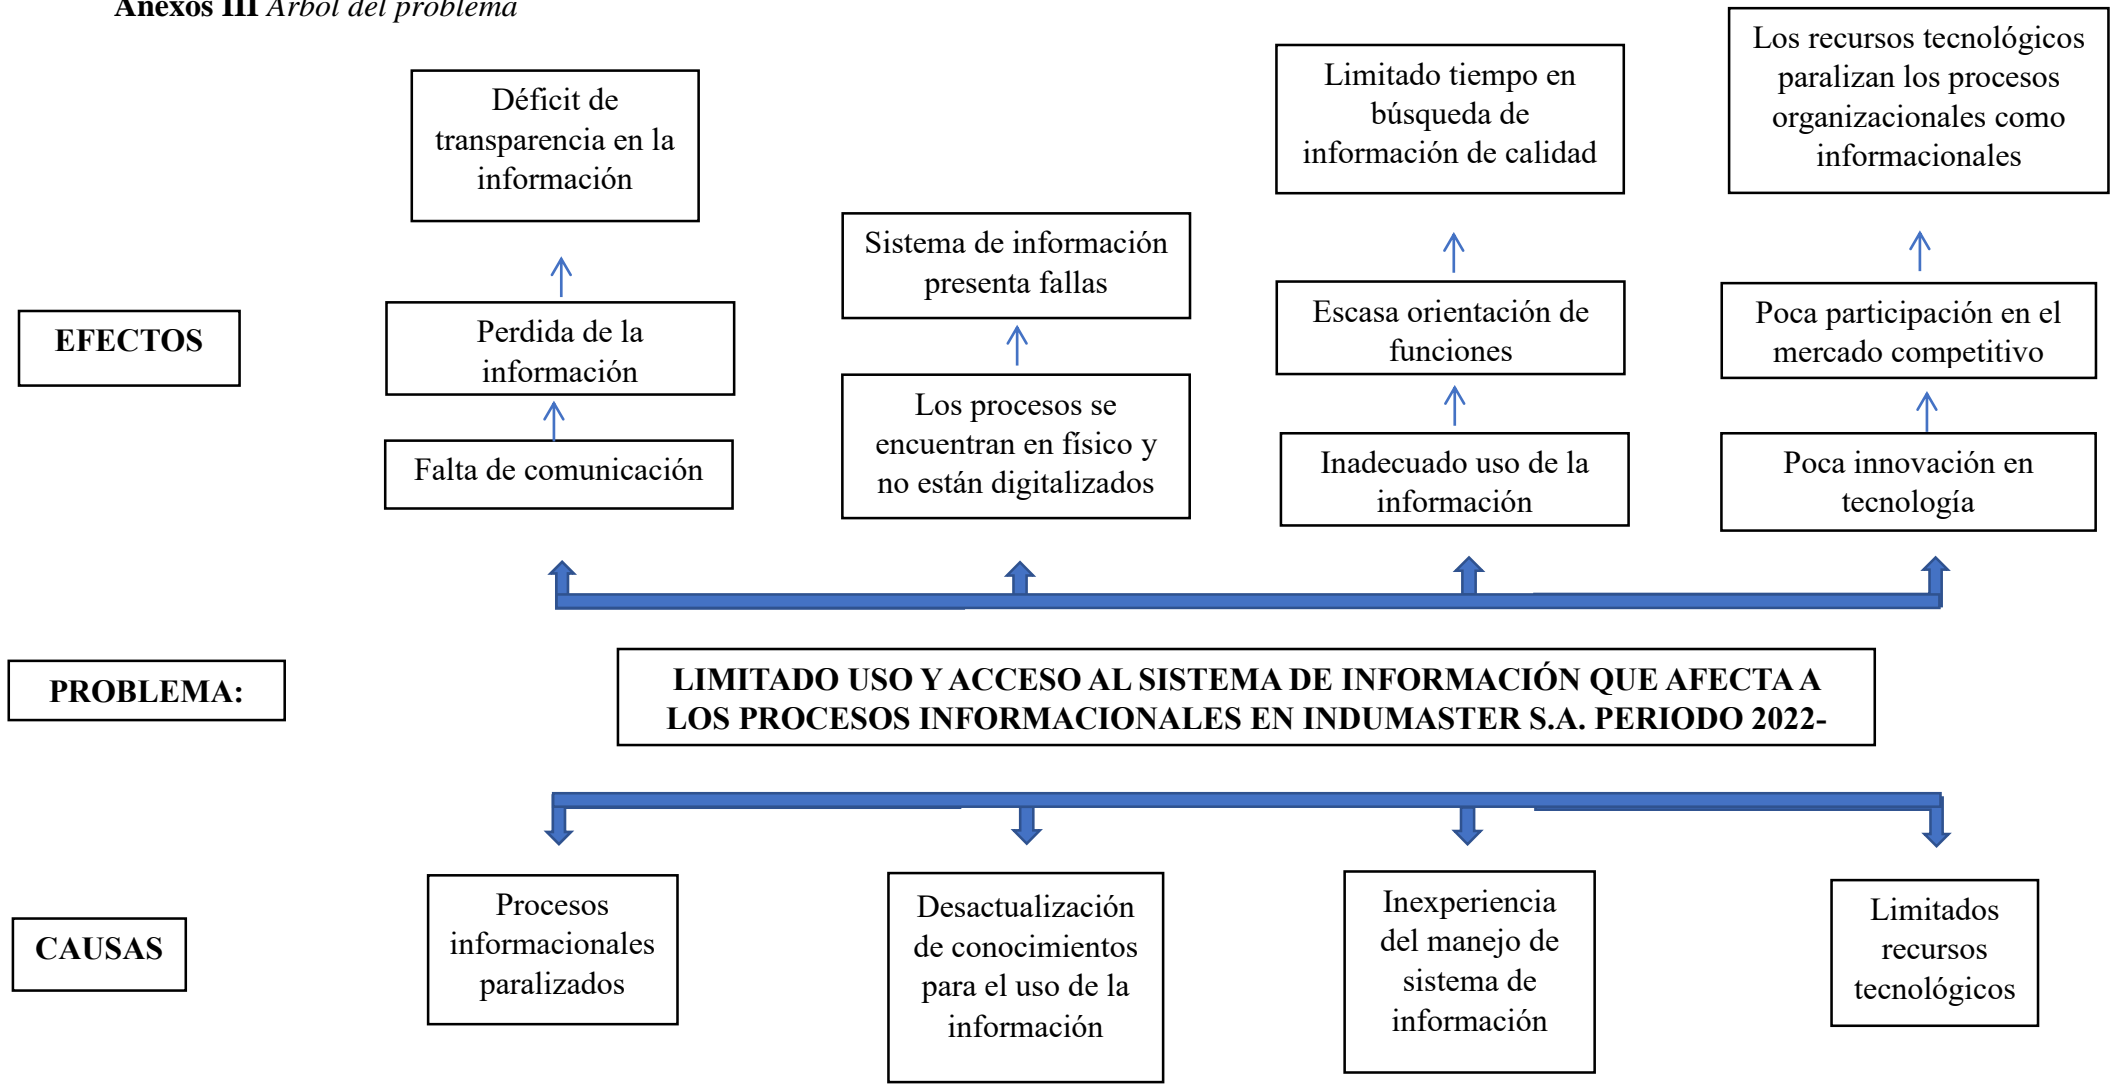 Anexos III Árbol del problema
Déficit de
transparencia en la
información
Perdida de la
información
Falta de comunicación
Sistema de información
presenta fallas
Los procesos se
encuentran en físico y
no están digitalizados
Limitado tiempo en
búsqueda de
información de calidad
Escasa orientación de
funciones
Inadecuado uso de la
información
Los recursos tecnológicos
paralizan los procesos
organizacionales como
informacionales
Poca participación en el
mercado competitivo
Poca innovación en
tecnología
EFECTOS
PROBLEMA:
LIMITADO USO Y ACCESO AL SISTEMA DE INFORMACIÓN QUE AFECTA A
LOS PROCESOS INFORMACIONALES EN INDUMASTER S.A. PERIODO 2022-
CAUSAS
Procesos
informacionales
paralizados
Desactualización
de conocimientos
para el uso de la
información
Inexperiencia
del manejo de
sistema de
información
Limitados
recursos
tecnológicos